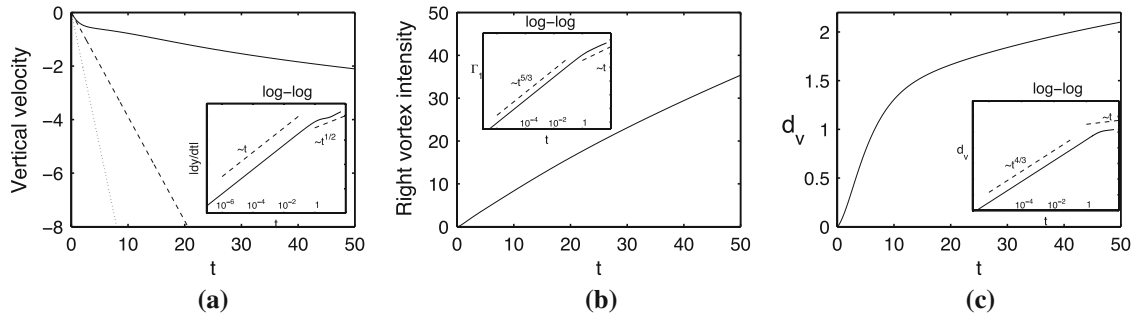 0
−2
−4
−6
−8
Vertical velocity
0 10 20 30 40 50
t
log−log
~t
~t^1/2
|dy/dt|
10^−6 10^−4 10^−2 1
t
(a)
50
40
30
20
10
0
Right vortex intensity
0 10 20 30 40 50
t
log−log
Γ_1
~t^5/3
~t
10^−4 10^−2 1
t
(b)
2
1.5
1
0.5
0
d_v
0 10 20 30 40 50
t
log−log
d_v
~t^4/3
~t
10^−4 10^−2 1
t
(c)